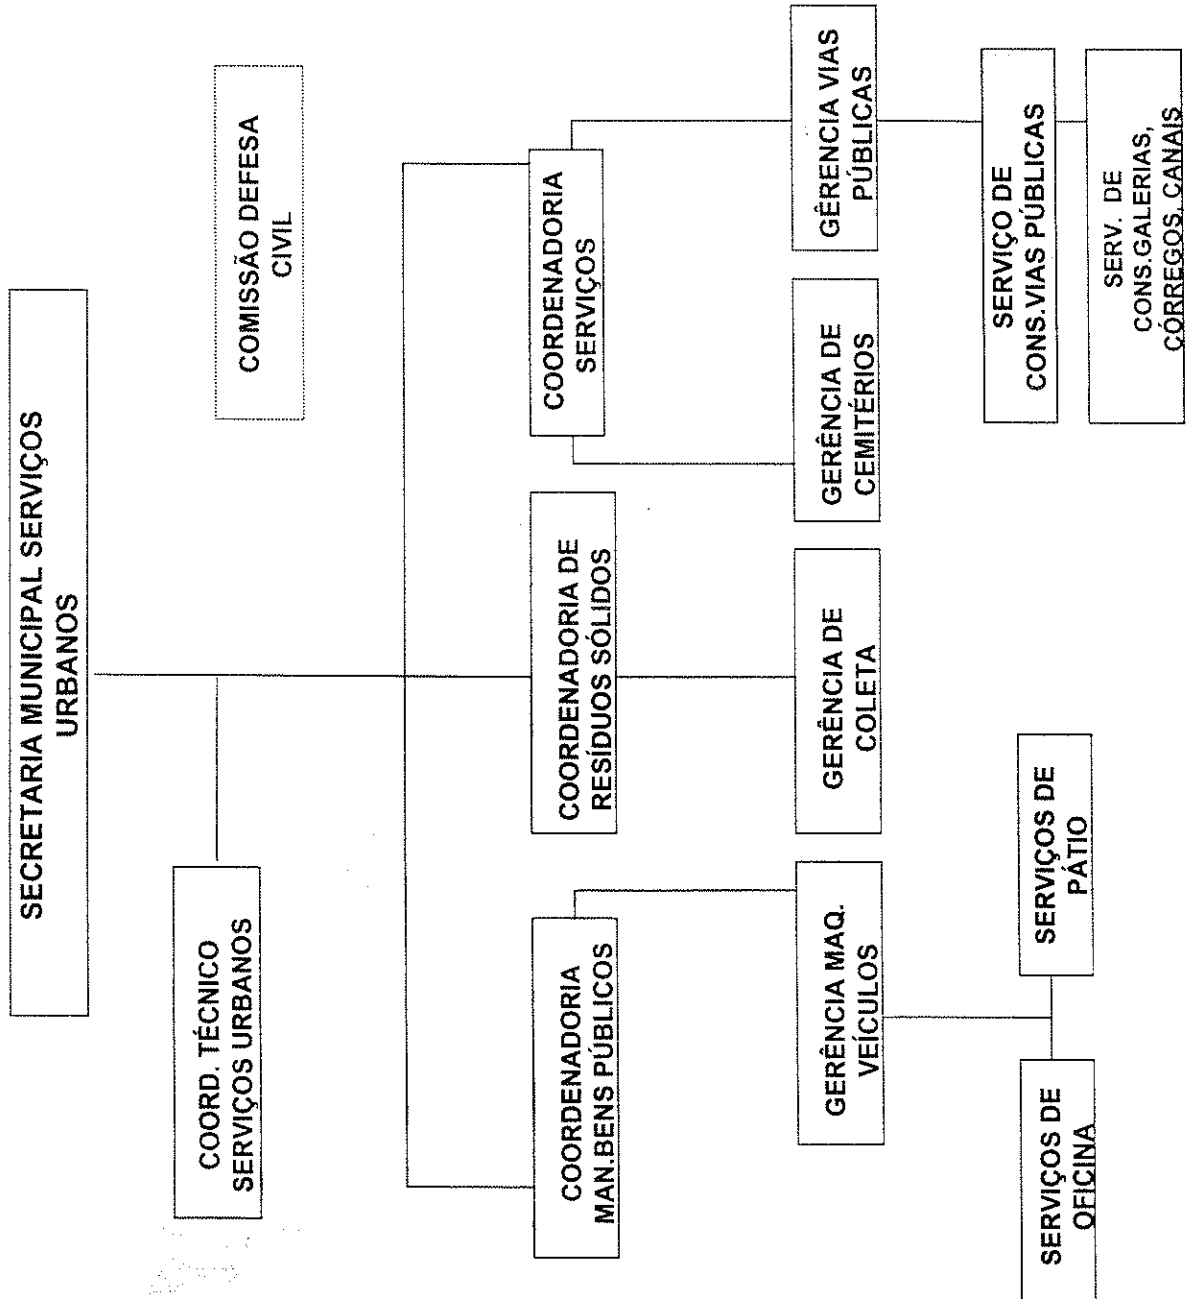 SECRETARIA MUNICIPAL SERVIÇOS
URBANOS
COORD. TÉCNICO
SERVIÇOS URBANOS
COMISSÃO DEFESA
CIVIL
COORDENADORIA
MAN.BENS PÚBLICOS
COORDENADORIA DE
RESÍDUOS SÓLIDOS
COORDENADORIA
SERVIÇOS
GERÊNCIA MAQ.
VEÍCULOS
GERÊNCIA DE
COLETA
GERÊNCIA DE
CEMITÉRIOS
GÊRENCIA VIAS
PÚBLICAS
SERVIÇOS DE
OFICINA
SERVIÇOS DE
PÁTIO
SERVIÇO DE
CONS.VIAS PÚBLICAS
SERV. DE
CONS.GALERIAS,
CÓRREGOS, CANAIS